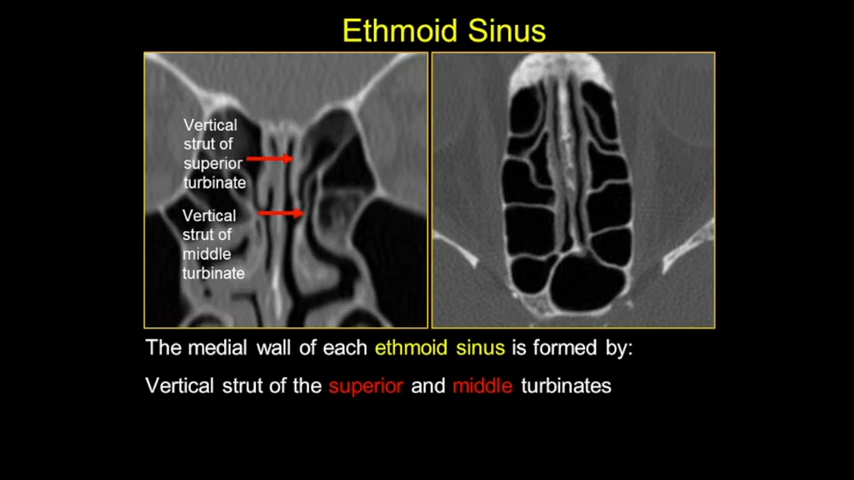 Ethmoid Sinus
Vertical
strut of
superior
turbinate
Vertical
strut of
middle
turbinate
The medial wall of each ethmoid sinus is formed by:
Vertical strut of the superior and middle turbinates